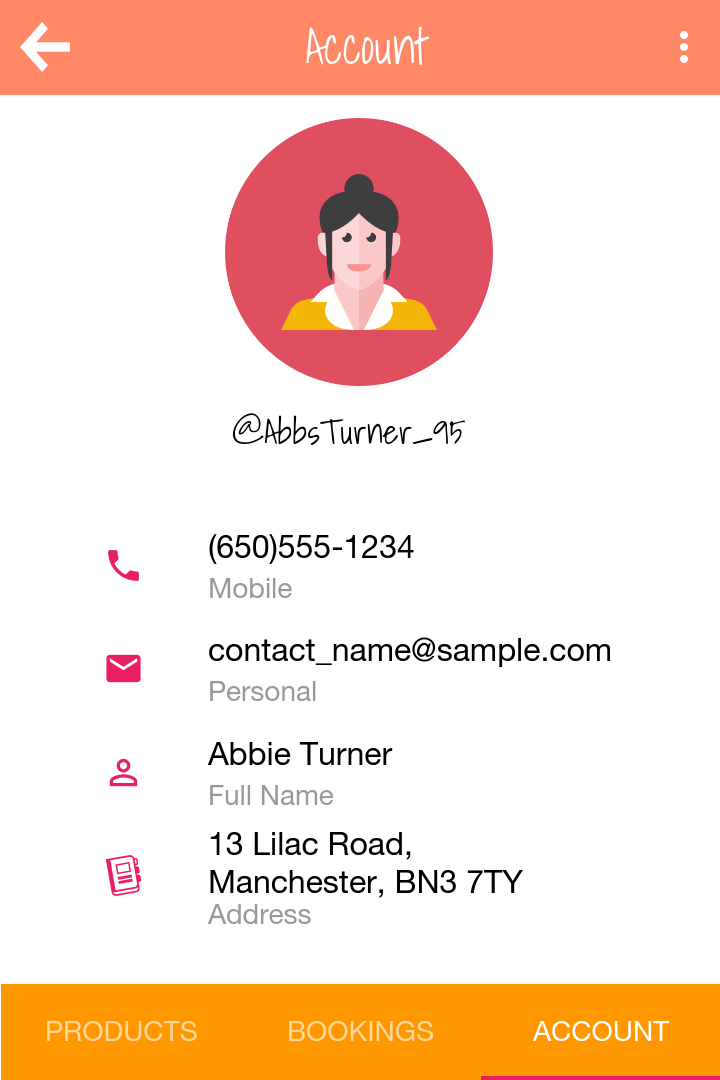 Account
@AbbsTurner_95
(650)555-1234
Mobile
contact_name@sample.com
Personal
Abbie Turner
Full Name
13 Lilac Road,
Manchester, BN3 7TY
Address
PRODUCTS BOOKINGS ACCOUNT